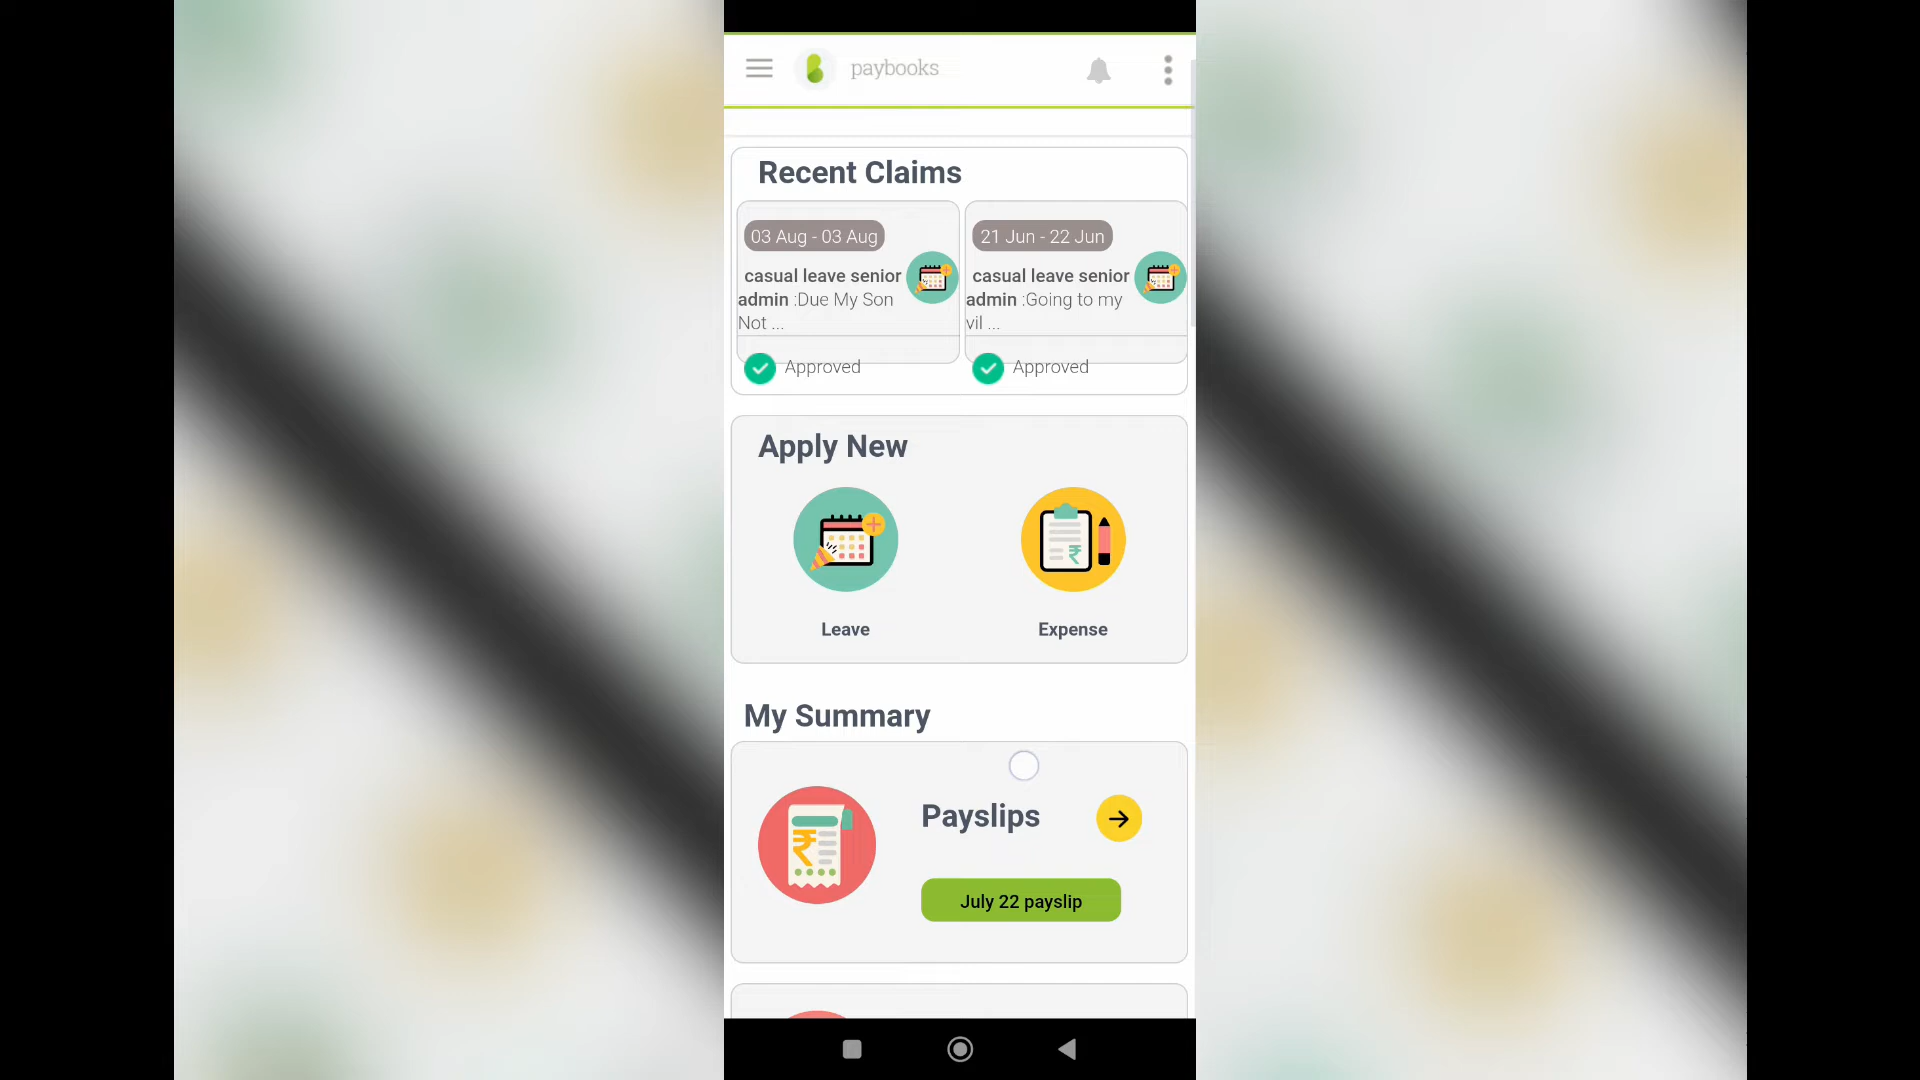 paybooks
Recent Claims
03 Aug - 03 Aug
casual leave senior
admin :Due My Son
Not ...
Approved
21 Jun - 22 Jun
casual leave senior
admin :Going to my
vil ...
Approved
Apply New
Leave
Expense
My Summary
Payslips
July 22 payslip